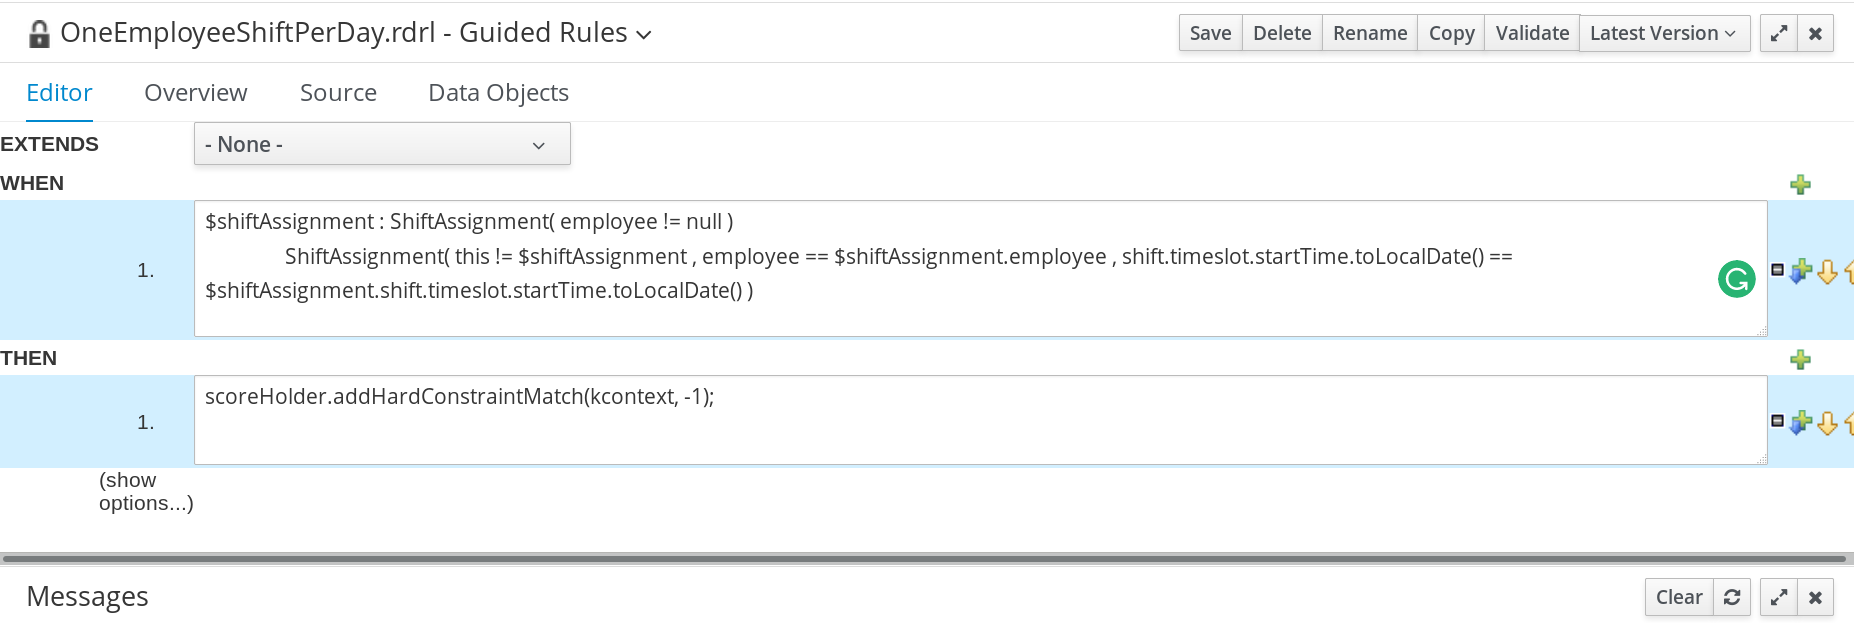 OneEmployeeShiftPerDay.rdrl - Guided Rules
Save Delete Rename Copy Validate Latest Version
Editor Overview Source Data Objects
EXTENDS - None -
WHEN
$shiftAssignment : ShiftAssignment( employee != null )
1. ShiftAssignment( this != $shiftAssignment , employee == $shiftAssignment.employee , shift.timeslot.startTime.toLocalDate() ==
$shiftAssignment.shift.timeslot.startTime.toLocalDate() )
THEN
scoreHolder.addHardConstraintMatch(kcontext, -1);
1.
(show
options...)
Messages Clear